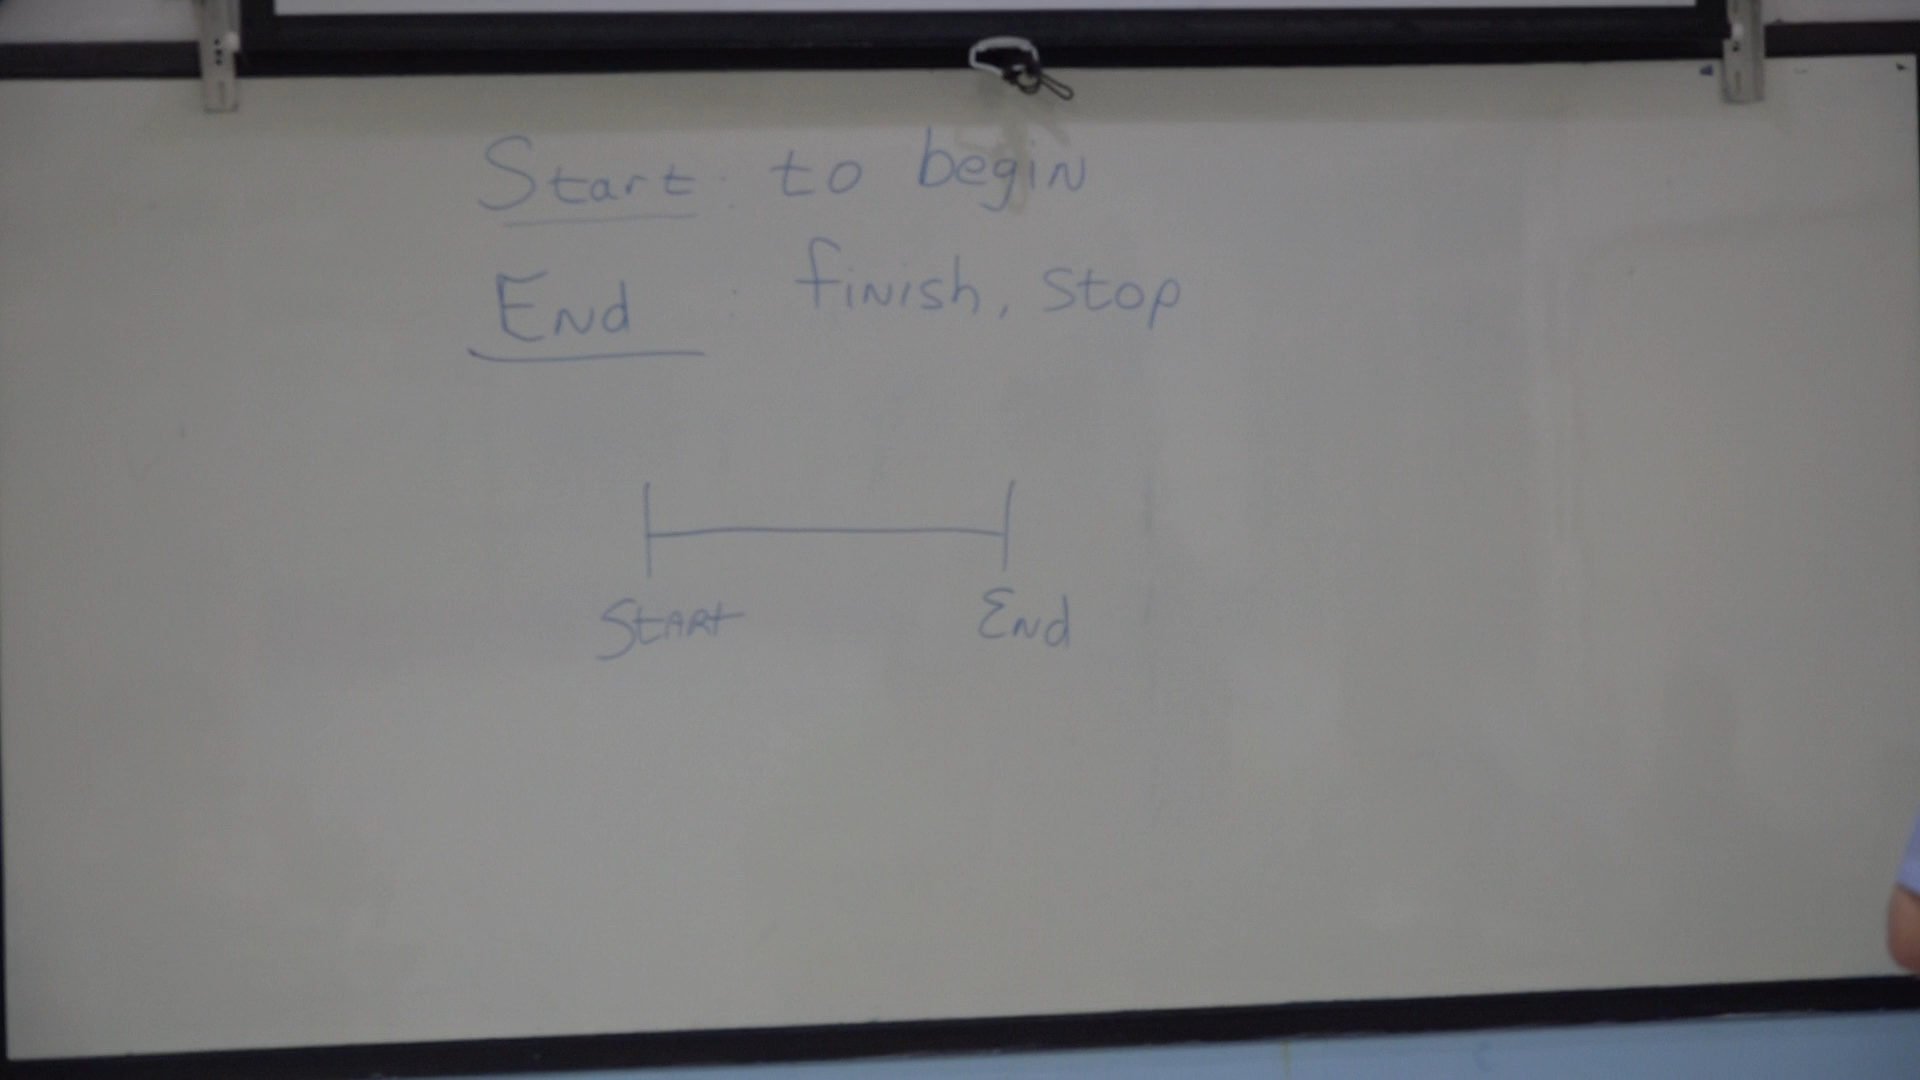 Start: to begin
End : finish, stop
Start End